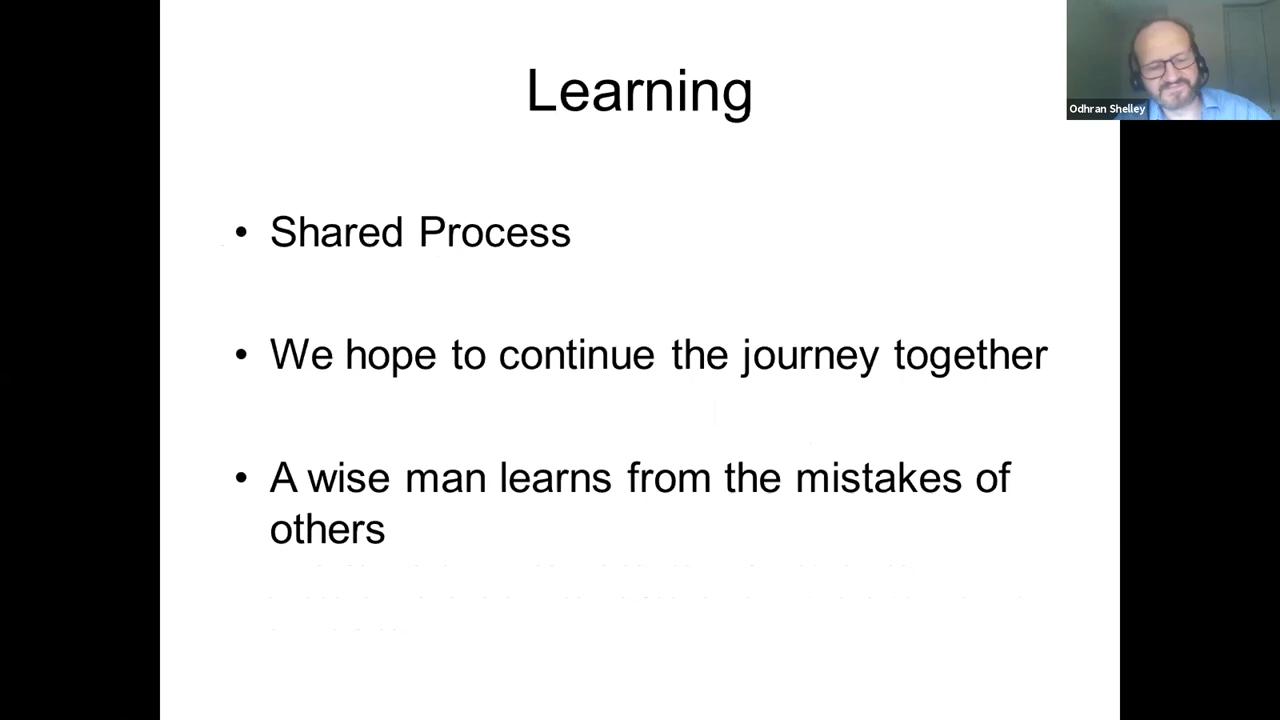 Learning
Odhran Shelley
• Shared Process
• We hope to continue the journey together
• A wise man learns from the mistakes of
others